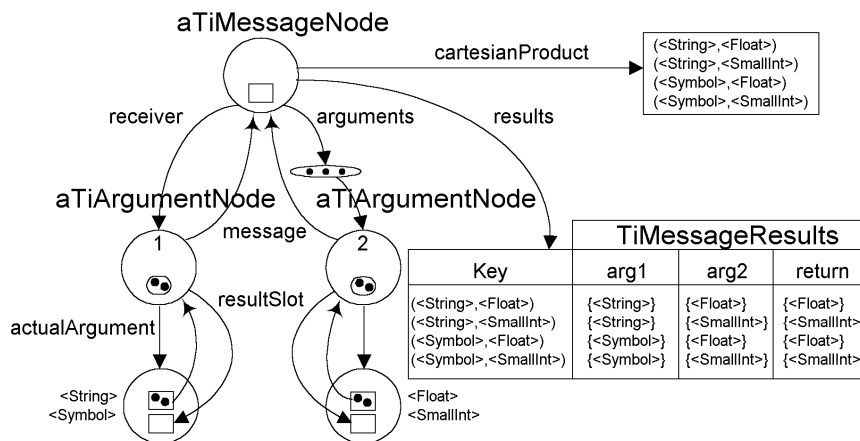 aTiMessageNode
cartesianProduct
(<String>,<Float>)
(<String>,<SmallInt>)
(<Symbol>,<Float>)
(<Symbol>,<SmallInt>)
receiver
arguments
results
aTiArgumentNode
aTiArgumentNode
message
1
2
TiMessageResults
Key arg1 arg2 return
(<String>,<Float>) {<String>} {<Float>} {<Float>}
(<String>,<SmallInt>) {<String>} {<SmallInt>} {<SmallInt>
(<Symbol>,<Float>) {<Symbol>} {<Float>} {<Float>}
(<Symbol>,<SmallInt>) {<Symbol>} {<SmallInt>} {<SmallInt>
resultSlot
actualArgument
<String>
<Symbol>
<Float>
<SmallInt>